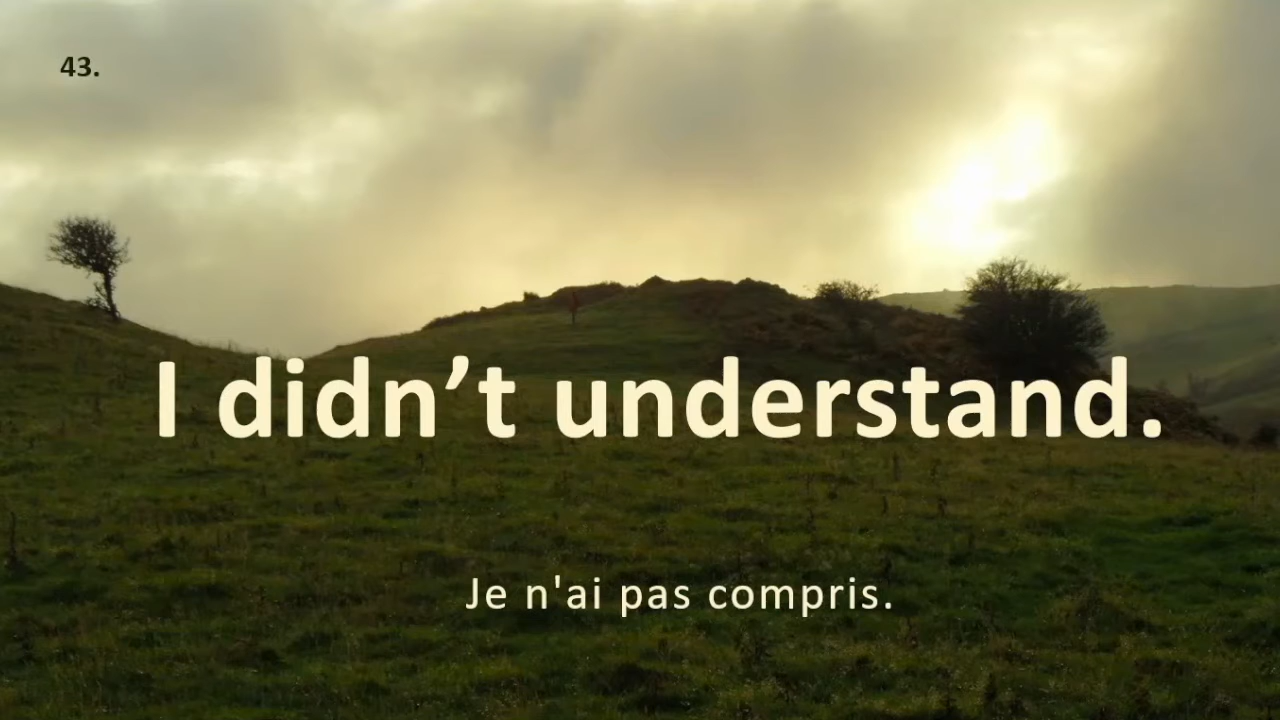 43.
I didn’t understand.
Je n'ai pas compris.